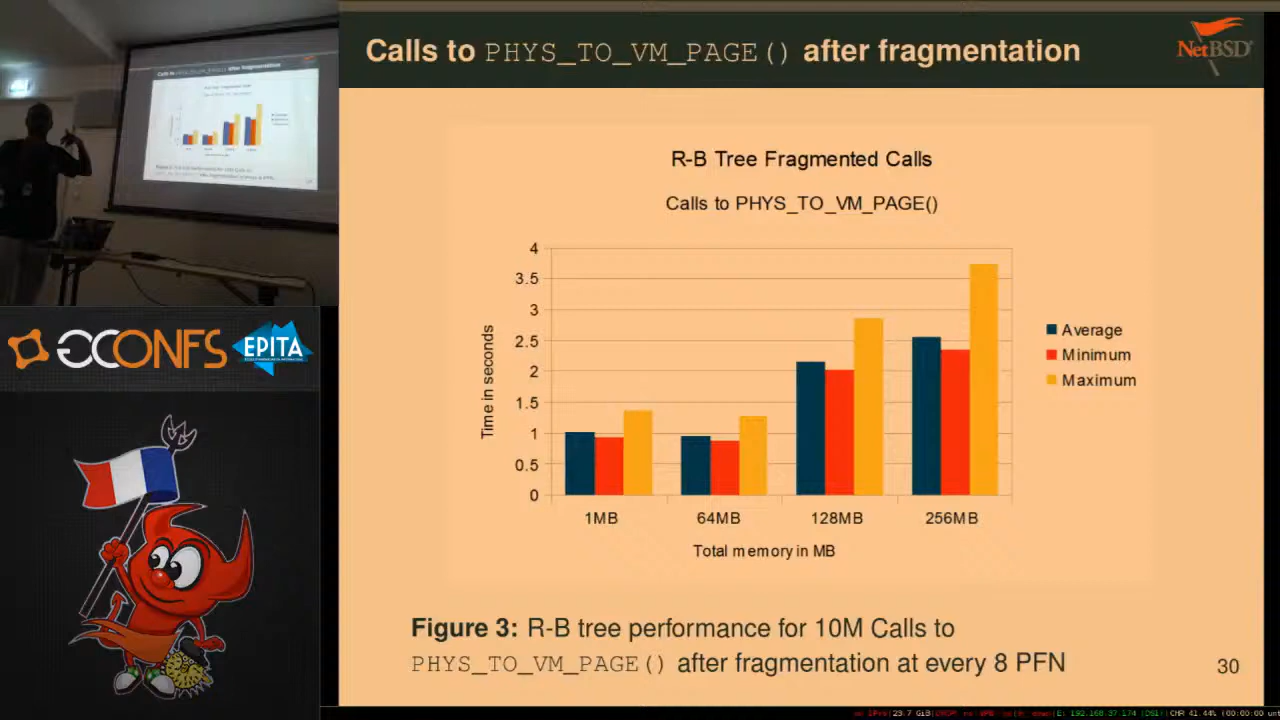 Calls to PHYS_TO_VM_PAGE() after fragmentation
NetBSD
R-B Tree Fragmented Calls
Calls to PHYS_TO_VM_PAGE()
4
3.5
3
2.5
2
1.5
1
0.5
0
Time in seconds
1MB
64MB
128MB
256MB
Total memory in MB
Average
Minimum
Maximum
Figure 3: R-B tree performance for 10M Calls to
PHYS_TO_VM_PAGE() after fragmentation at every 8 PFN
30
GCONFS
EPITA